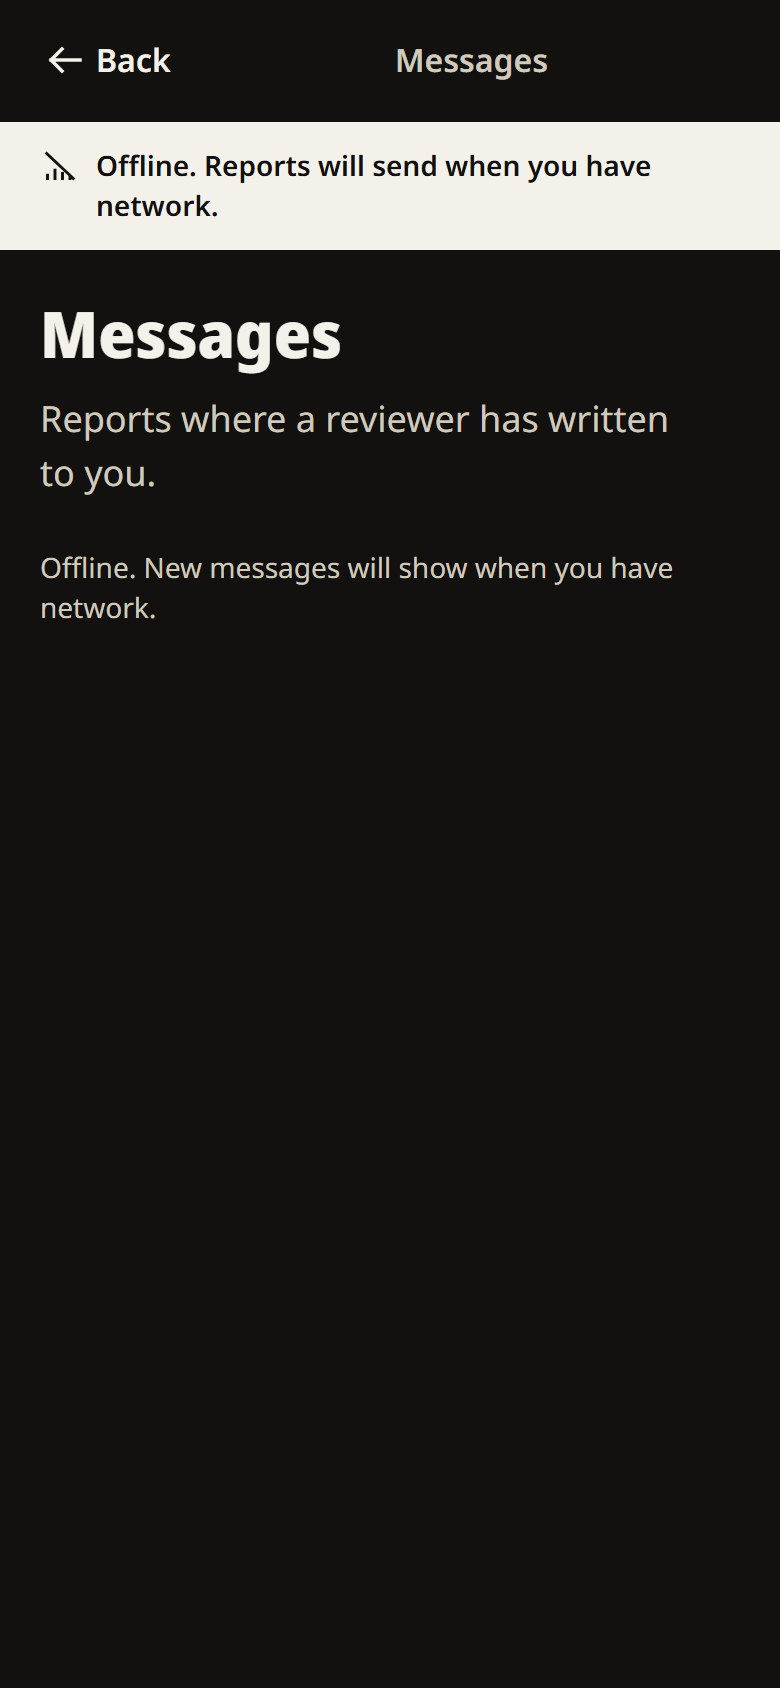 Back
Messages
Offline. Reports will send when you have
network.
Messages
Reports where a reviewer has written
to you.
Offline. New messages will show when you have
network.